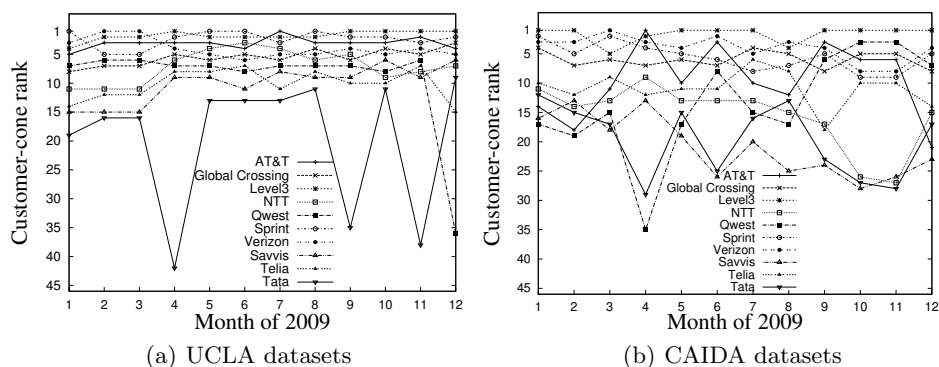 Customer-cone rank
1
5
10
15
20
25
30
35
40
45
AT&T
Global Crossing
Level3
NTT
Qwest
Sprint
Verizon
Savvis
Telia
Tata
1 2 3 4 5 6 7 8 9 10 11 12
Month of 2009
(a) UCLA datasets
Customer-cone rank
1
5
10
15
20
25
30
35
40
45
AT&T
Global Crossing
Level3
NTT
Qwest
Sprint
Verizon
Savvis
Telia
Tata
1 2 3 4 5 6 7 8 9 10 11 12
Month of 2009
(b) CAIDA datasets